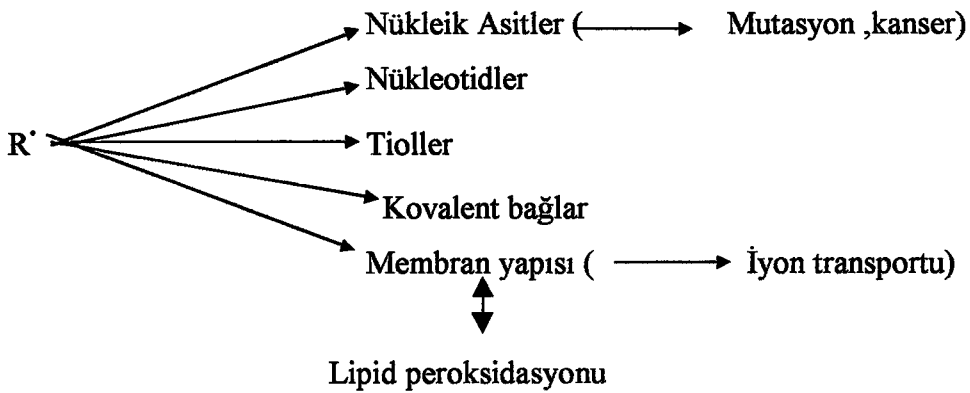 Nükleik Asitler ( Mutasyon ,kanser)
Nükleotidler
R˙ Tioller
Kovalent bağlar
Membran yapısı ( İyon transportu)
Lipid peroksidasyonu